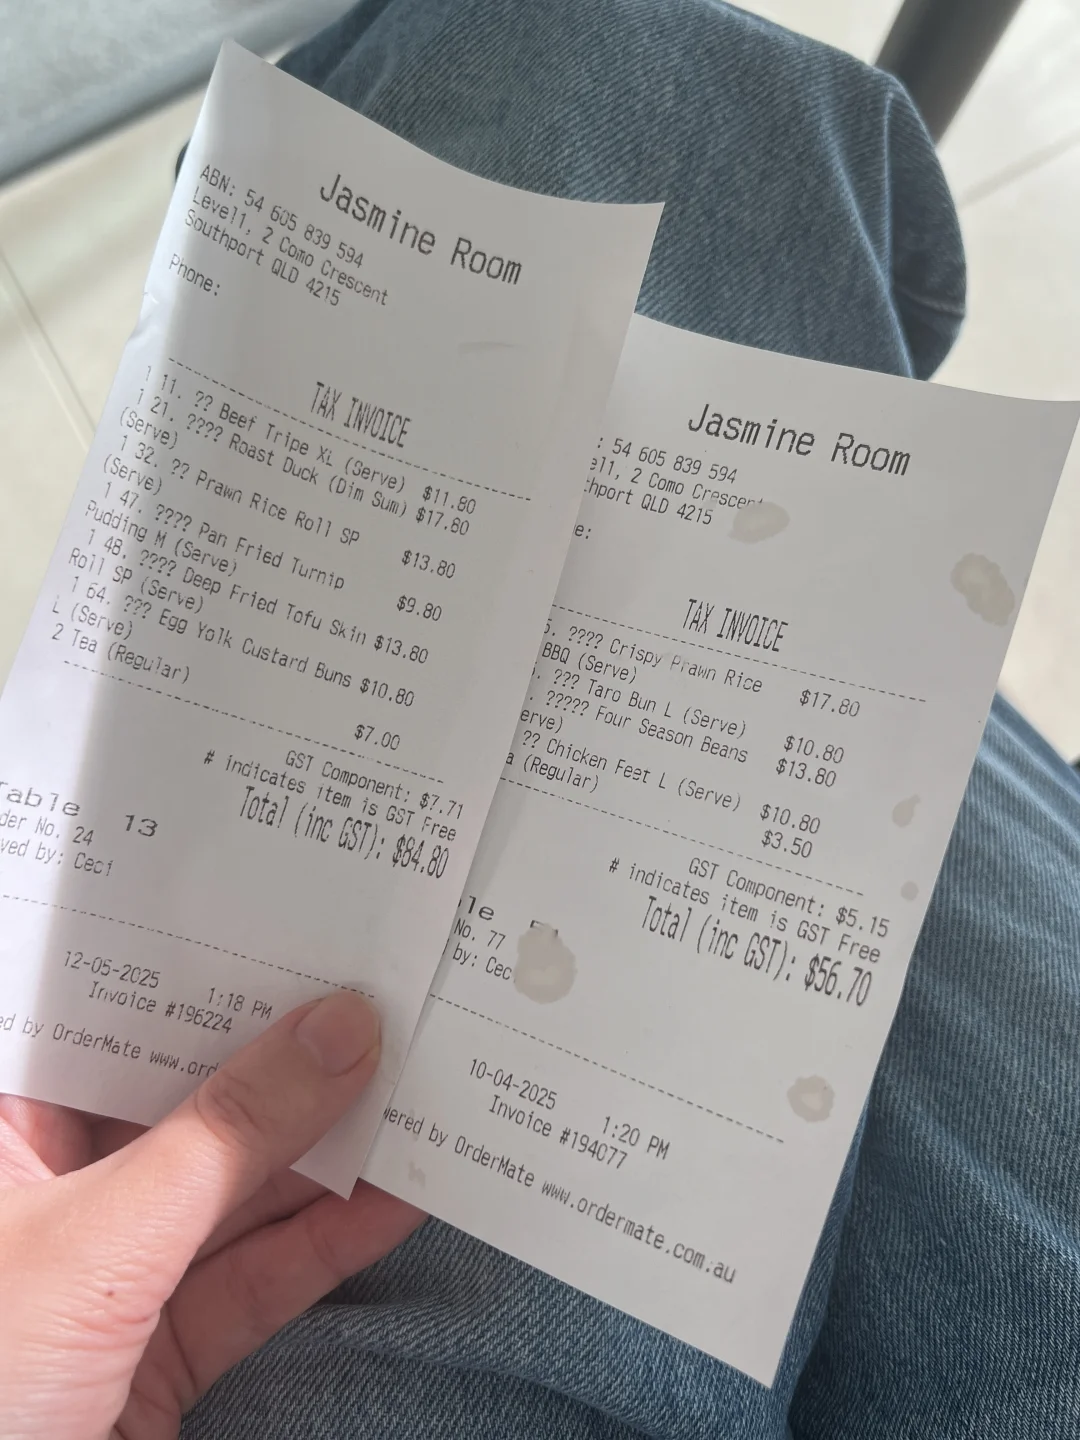 Jasmine Room
ABN: 54 605 839 594
Level1, 2 Como Crescent
Southport QLD 4215
Phone:
TAX INVOICE
1 11. ?? Beef Tripe XL (Serve) $11.80
1 21. ???? Roast Duck (Dim Sum) $17.80
(Serve)
1 32. ?? Prawn Rice Roll SP $13.80
(Serve)
1 47. ???? Pan Fried Turnip $9.80
Pudding M (Serve)
1 48. ???? Deep Fried Tofu Skin $13.80
Roll SP (Serve)
1 64. ??? Egg Yolk Custard Buns $10.80
L (Serve)
2 Tea (Regular) $7.00
GST Component: $7.71
# indicates item is GST Free
Total (inc GST): $84.80
Table 13
der No. 24
ved by: Ceci
12-05-2025 1:18 PM
Invoice #196224
ed by OrderMate www.ord
Jasmine Room
: 54 605 839 594
ell, 2 Como Crescent
thport QLD 4215
e:
TAX INVOICE
5. ???? Crispy Prawn Rice $17.80
BBQ (Serve)
. ??? Taro Bun L (Serve) $10.80
. ????? Four Season Beans $13.80
erve)
?? Chicken Feet L (Serve) $10.80
a (Regular) $3.50
GST Component: $5.15
# indicates item is GST Free
Total (inc GST): $56.70
le
No. 77
by: Cec
10-04-2025 1:20 PM
Invoice #194077
wered by OrderMate www.ordermate.com.au